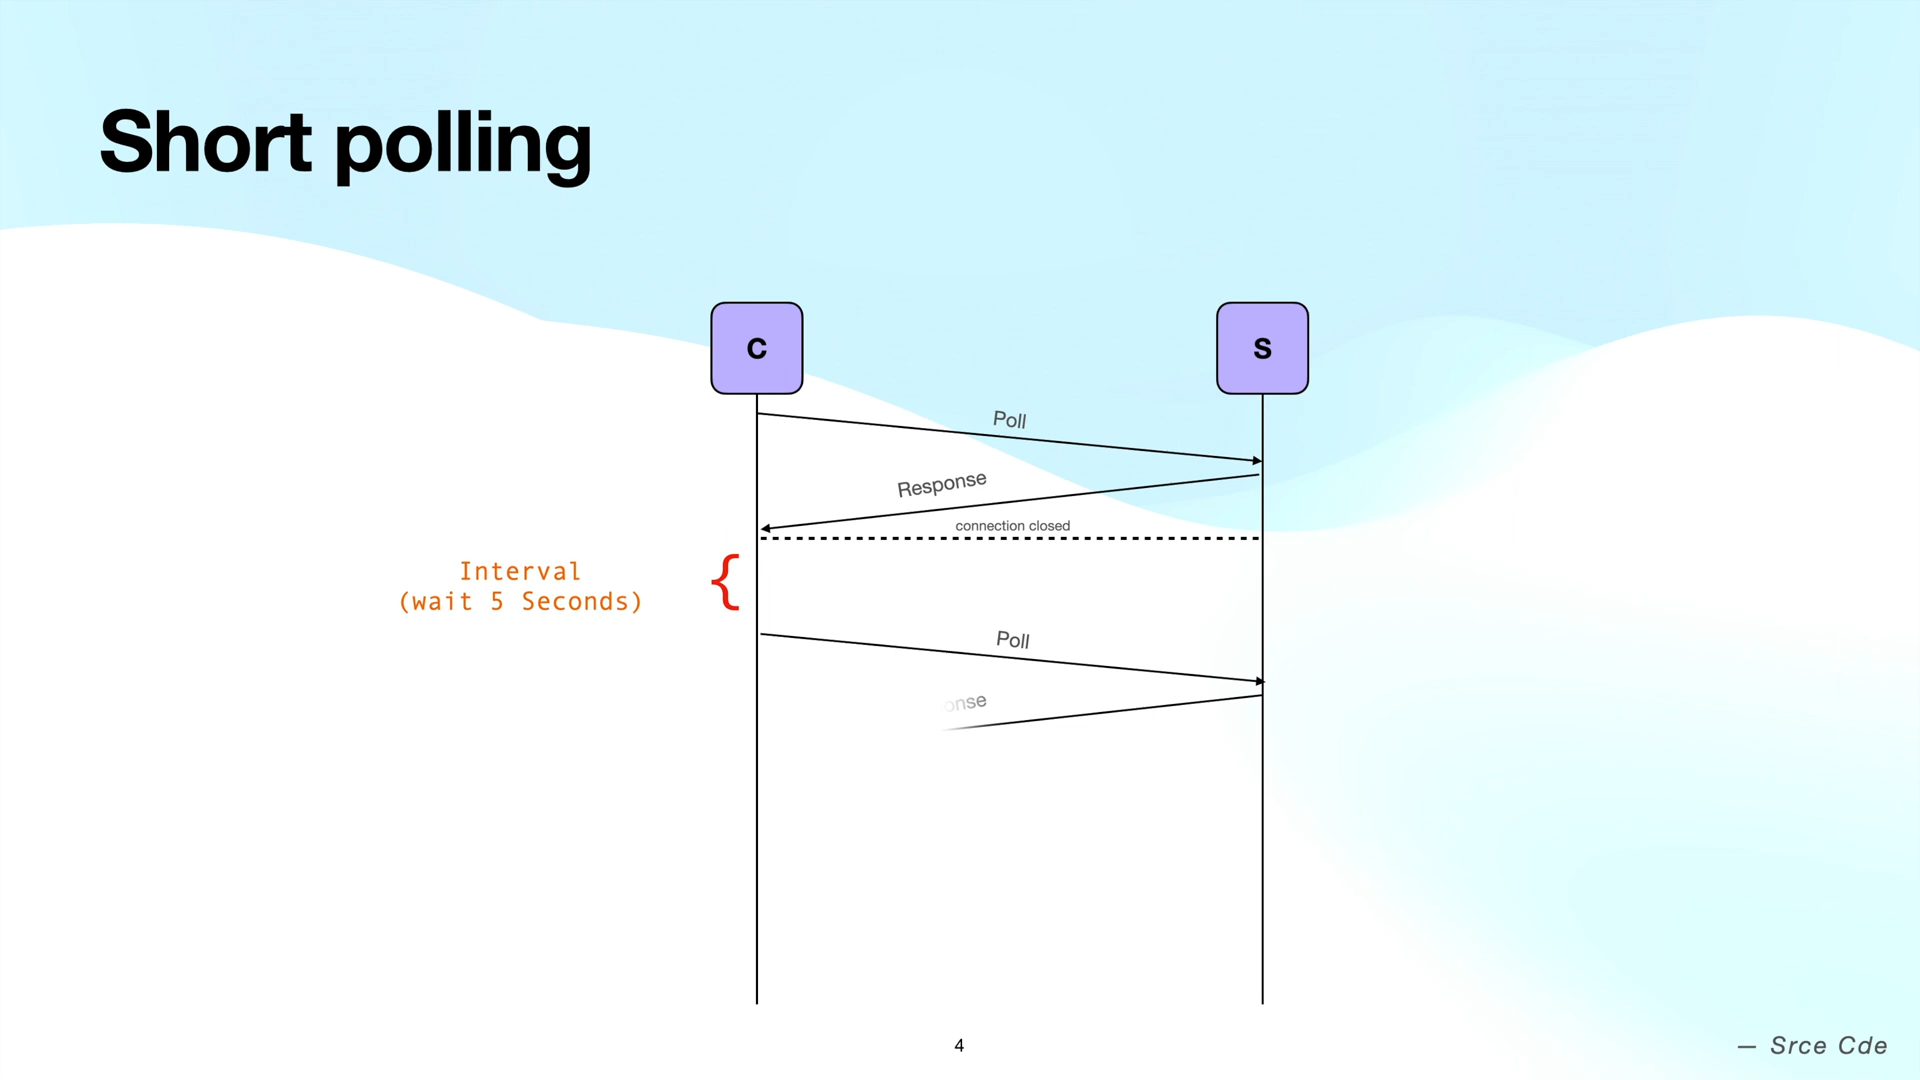 Short polling
C
S
Poll
Response
connection closed
Interval
(wait 5 Seconds)
{
Poll
onse
4
— Srce Cde